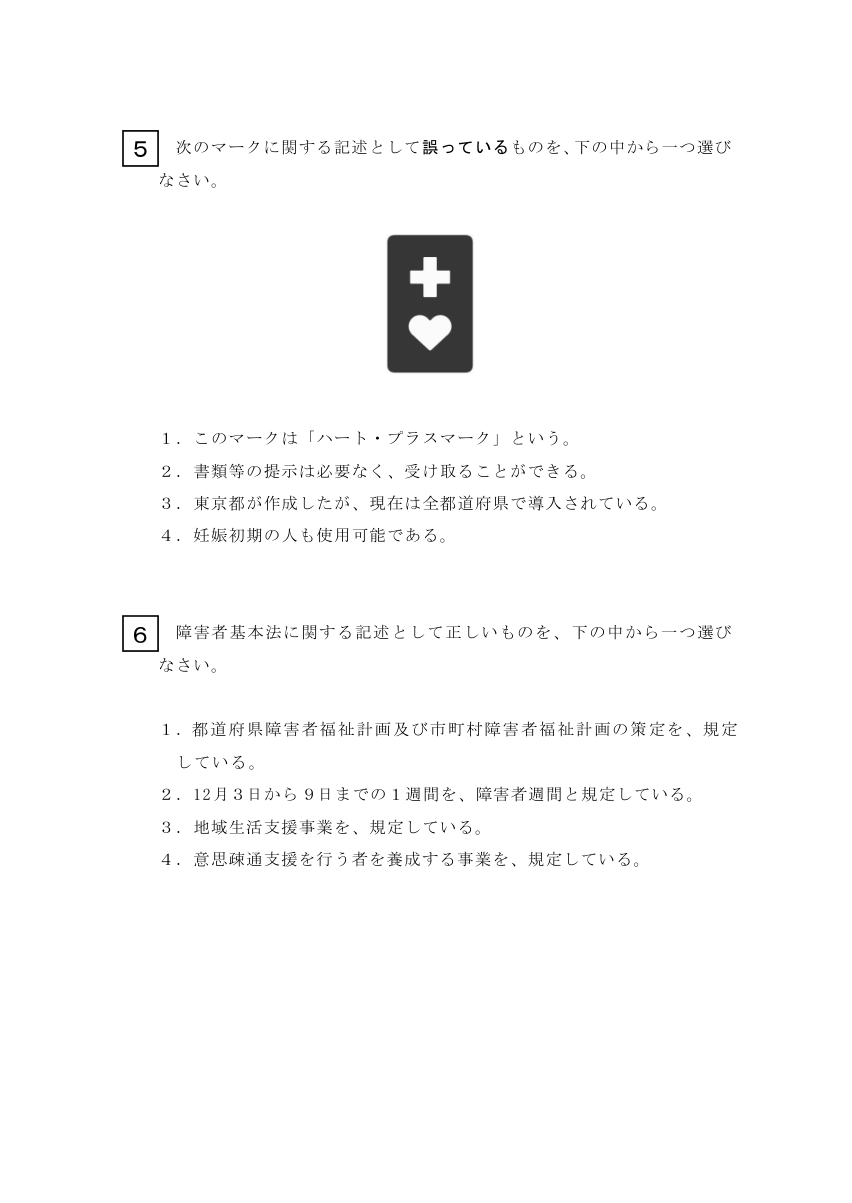 5 次のマークに関する記述として誤っているものを、下の中から一つ選び
なさい。
１．このマークは「ハート・プラスマーク」という。
２．書類等の提示は必要なく、受け取ることができる。
３．東京都が作成したが、現在は全都道府県で導入されている。
４．妊娠初期の人も使用可能である。
6 障害者基本法に関する記述として正しいものを、下の中から一つ選び
なさい。
１．都道府県障害者福祉計画及び市町村障害者福祉計画の策定を、規定
している。
２．12月３日から９日までの１週間を、障害者週間と規定している。
３．地域生活支援事業を、規定している。
４．意思疎通支援を行う者を養成する事業を、規定している。